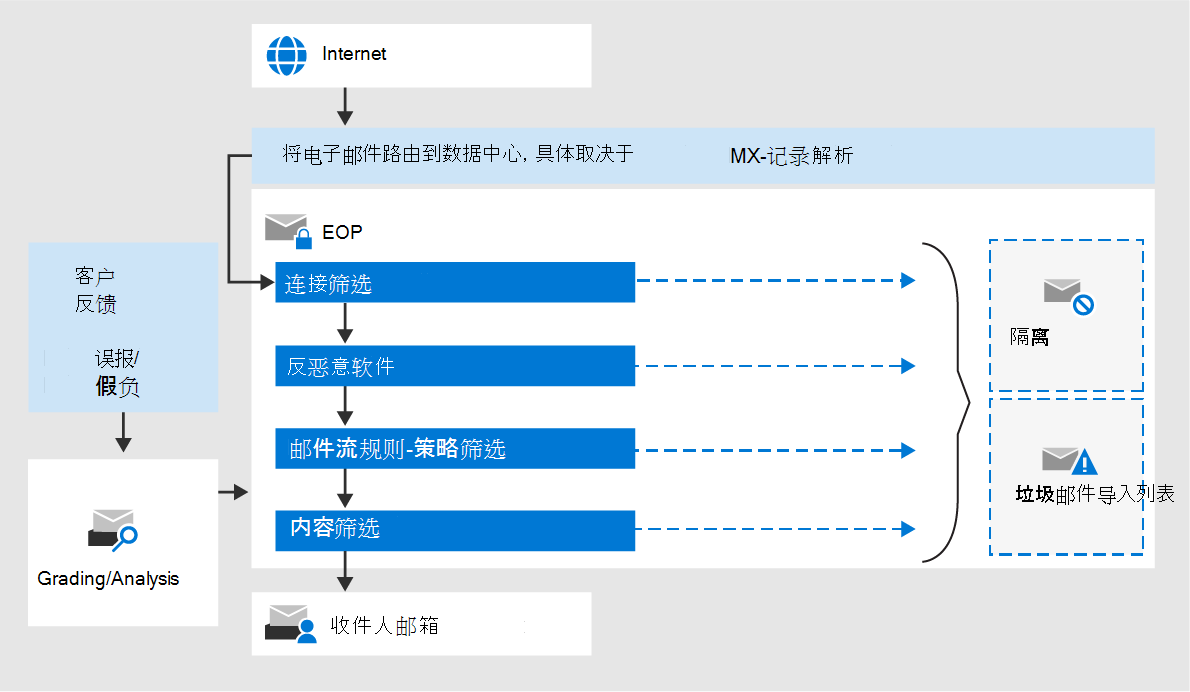 Internet
将电子邮件路由到数据中心, 具体取决于 MX-记录解析
EOP
连接筛选
反恶意软件
邮件流规则-策略筛选
内容筛选
收件人邮箱
客户
反馈
误报/
假负
Grading/Analysis
隔离
垃圾邮件导入列表